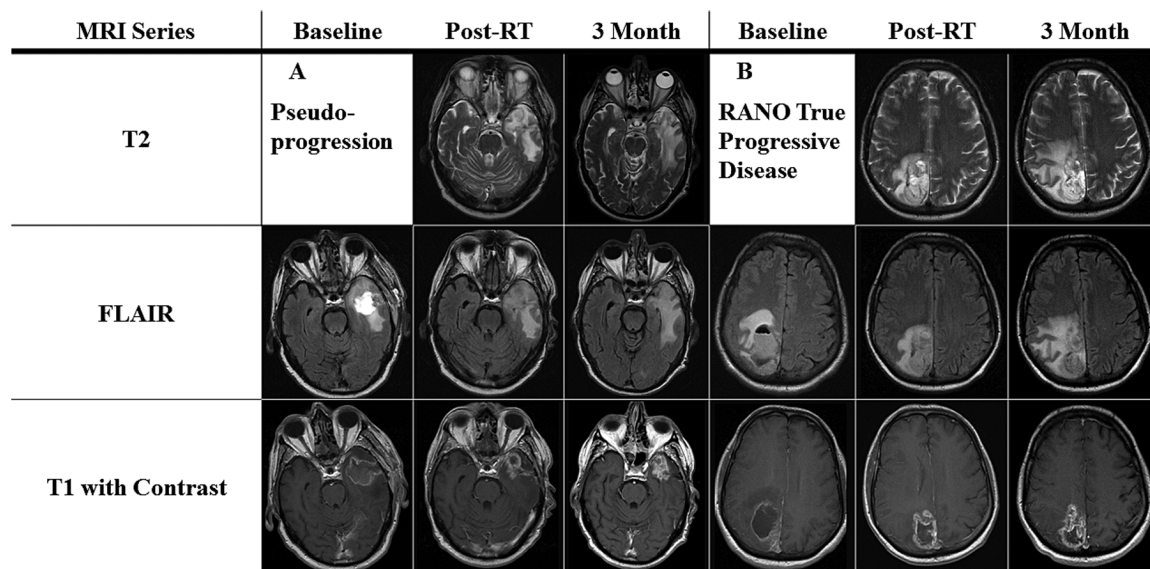 MRI Series Baseline Post-RT 3 Month Baseline Post-RT 3 Month
T2
A
Pseudo-
progression
B
RANO True
Progressive
Disease
FLAIR
T1 with Contrast